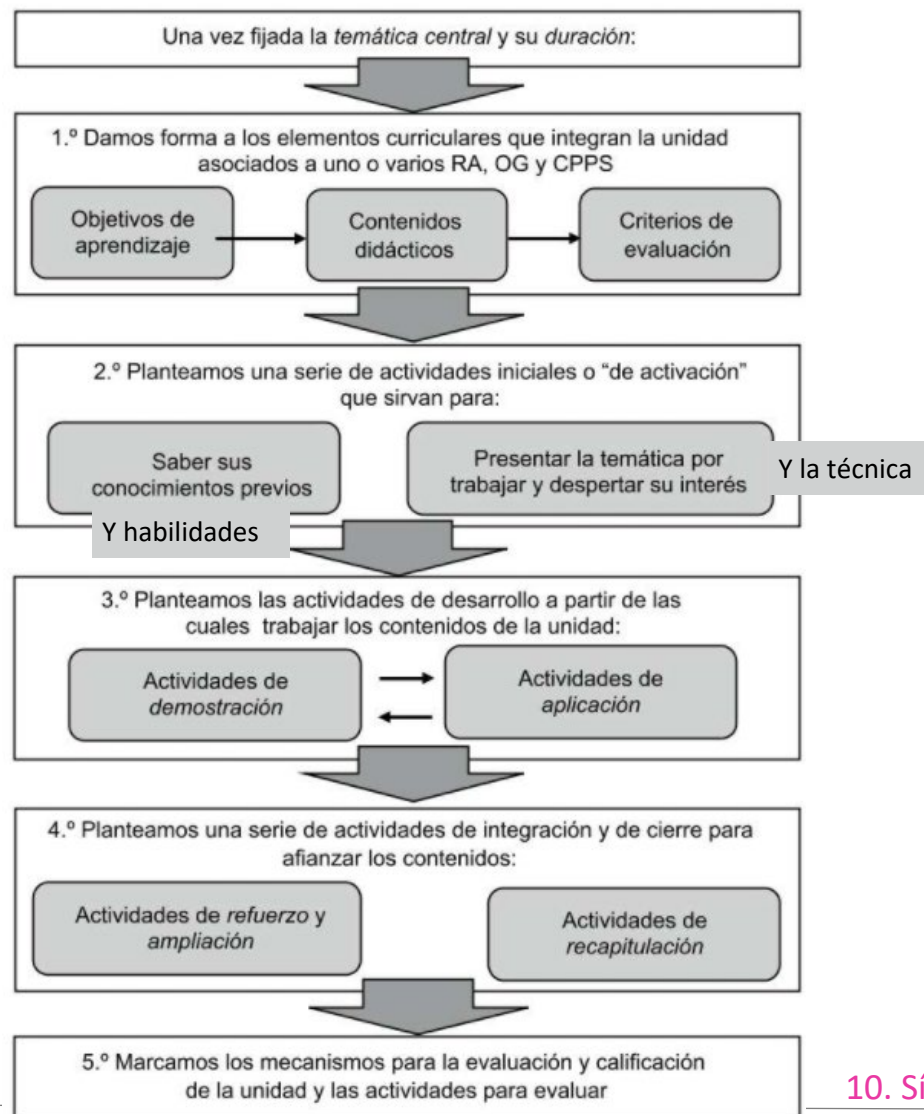 Una vez fijada la temática central y su duración:
1.º Damos forma a los elementos curriculares que integran la unidad
asociados a uno o varios RA, OG y CPPS
Objetivos de
aprendizaje
Contenidos
didácticos
Criterios de
evaluación
2.º Planteamos una serie de actividades iniciales o “de activación”
que sirvan para:
Saber sus
conocimientos previos
Y habilidades
Presentar la temática por
trabajar y despertar su interés
Y la técnica
3.º Planteamos las actividades de desarrollo a partir de las
cuales trabajar los contenidos de la unidad:
Actividades de
demostración
Actividades de
aplicación
4.º Planteamos una serie de actividades de integración y de cierre para
afianzar los contenidos:
Actividades de refuerzo y
ampliación
Actividades de
recapitulación
5.º Marcamos los mecanismos para la evaluación y calificación
de la unidad y las actividades para evaluar
10. Sí